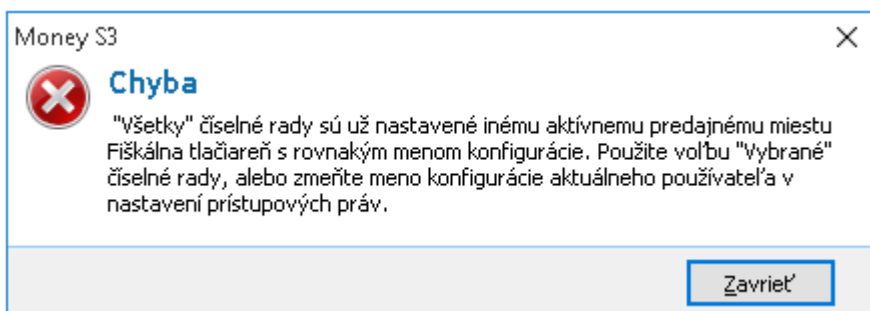 Money S3
Chyba
"Všetky" číselné rady sú už nastavené inému aktívnemu predajnému miestu
Fiškálna tlačiareň s rovnakým menom konfigurácie. Použite voľbu "Vybrané"
číselné rady, alebo zmeňte meno konfigurácie aktuálneho používateľa v
nastavení prístupových práv.
Zavrieť